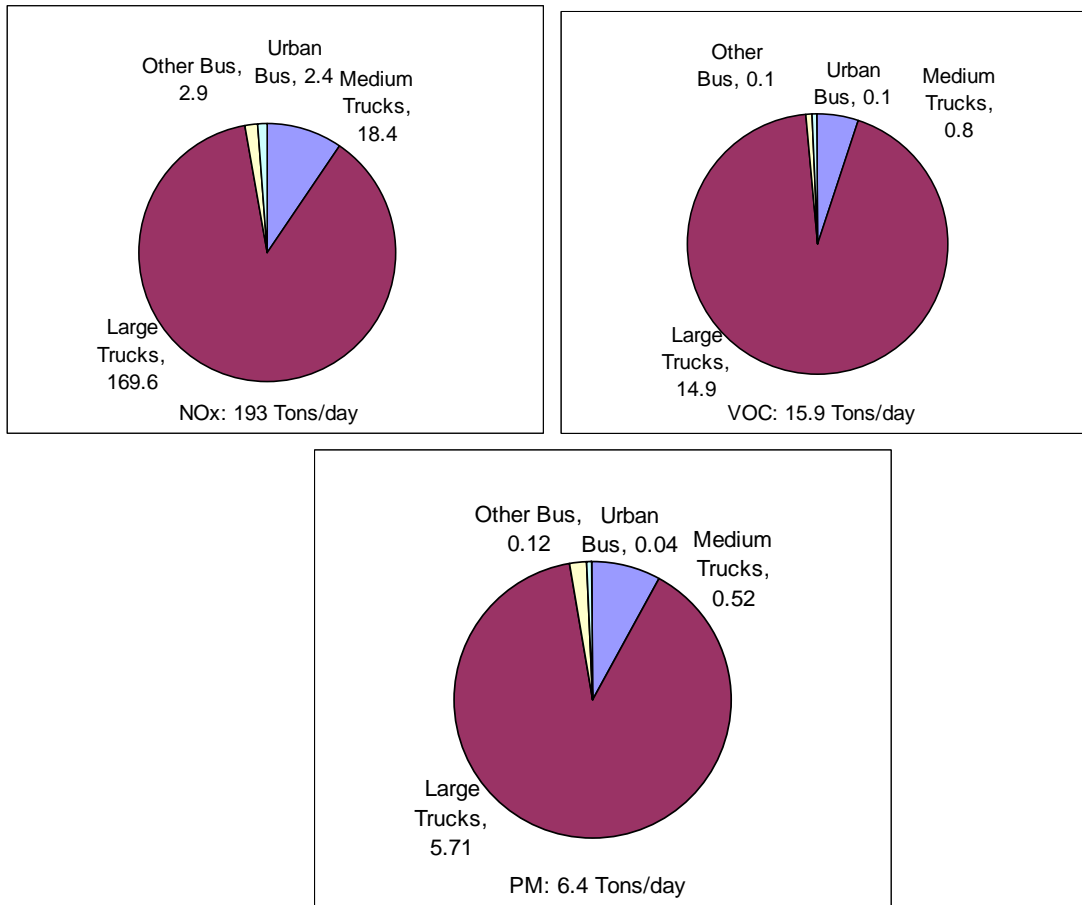 Urban
Bus, 2.4
Other Bus,
2.9
Medium
Trucks,
18.4
Large
Trucks,
169.6
NOx: 193 Tons/day
Other
Bus, 0.1
Urban
Bus, 0.1
Medium
Trucks,
0.8
Large
Trucks,
14.9
VOC: 15.9 Tons/day
Other Bus,
0.12
Urban
Bus, 0.04
Medium
Trucks,
0.52
Large
Trucks,
5.71
PM: 6.4 Tons/day